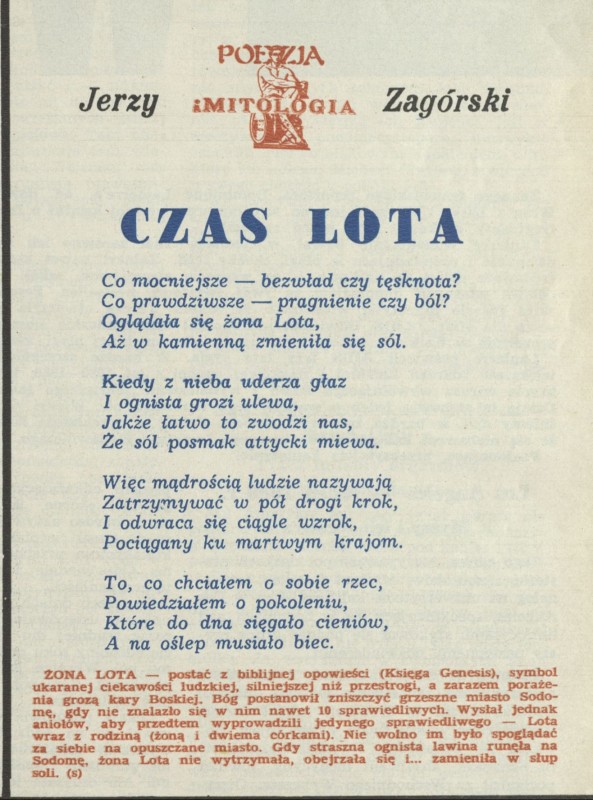 POEZJA
Jerzy i MITOLOGIA Zagórski
CZAS LOTA
Co mocniejsze — bezwład czy tęsknota?
Co prawdziwsze — pragnienie czy ból?
Oglądała się żona Lota,
Aż w kamienną zmieniła się sól.
Kiedy z nieba uderza głaz
I ognista grozi ulewa,
Jakże łatwo to zwodzi nas,
Że sól posmak attycki miewa.
Więc mądrością ludzie nazywają
Zatrzymywać w pół drogi krok,
I odwraca się ciągle wzrok,
Pociągany ku martwym krajom.
To, co chciałem o sobie rzec,
Powiedziałem o pokoleniu,
Które do dna sięgało cieniów,
A na oślep musiało biec.
ŻONA LOTA — postać z biblijnej opowieści (Księga Genesis), symbol
ukaranej ciekawości ludzkiej, silniejszej niż przestrogi, a zarazem poraże-
nia grozą kary Boskiej. Bóg postanowił zniszczyć grzeszne miasto Sodo-
mę, gdy nie znalazło się w nim nawet 10 sprawiedliwych. Wysłał jednak
aniołów, aby przedtem wyprowadzili jedynego sprawiedliwego — Lota
wraz z rodziną (żoną i dwiema córkami). Nie wolno im było spoglądać
za siebie na opuszczane miasto. Gdy straszna ognista lawina runęła na
Sodomę, żona Lota nie wytrzymała, obejrzała się i... zamieniła w słup
soli. (s)